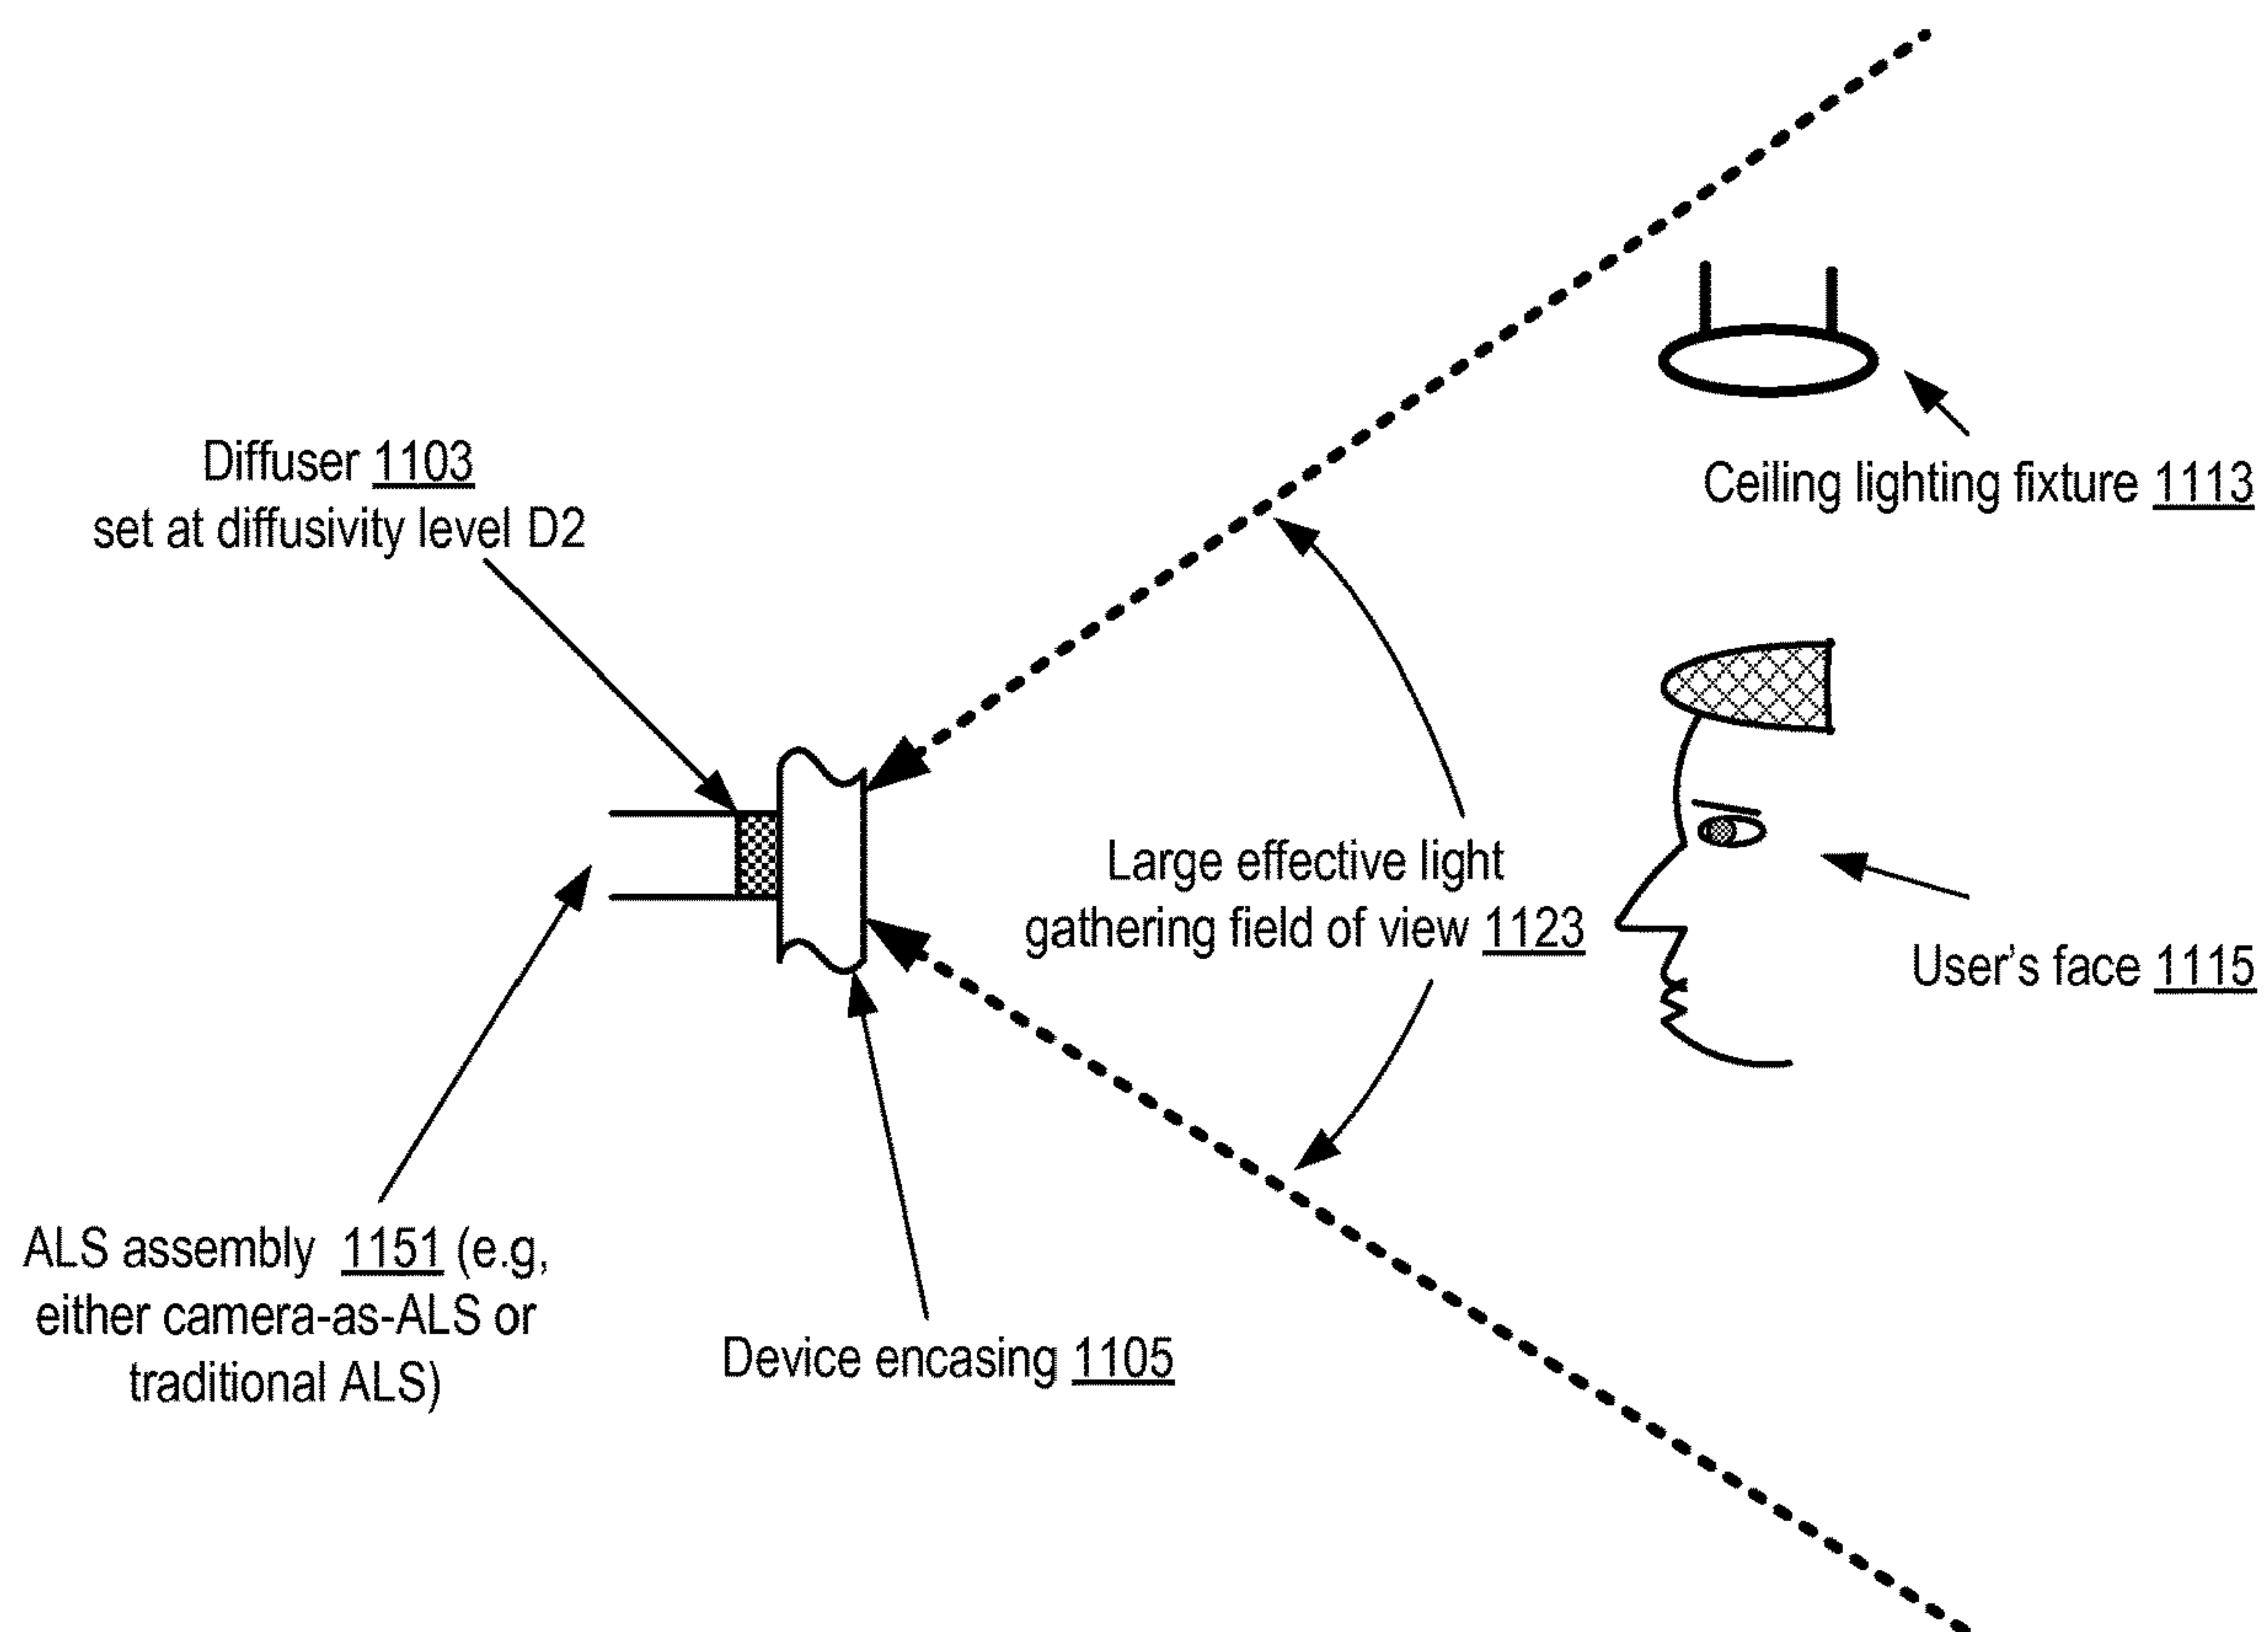 Diffuser 1103
set at diffusivity level D2
Ceiling lighting fixture 1113
Large effective light
gathering field of view 1123
User's face 1115
ALS assembly 1151 (e.g,
either camera-as-ALS or
traditional ALS)
Device encasing 1105